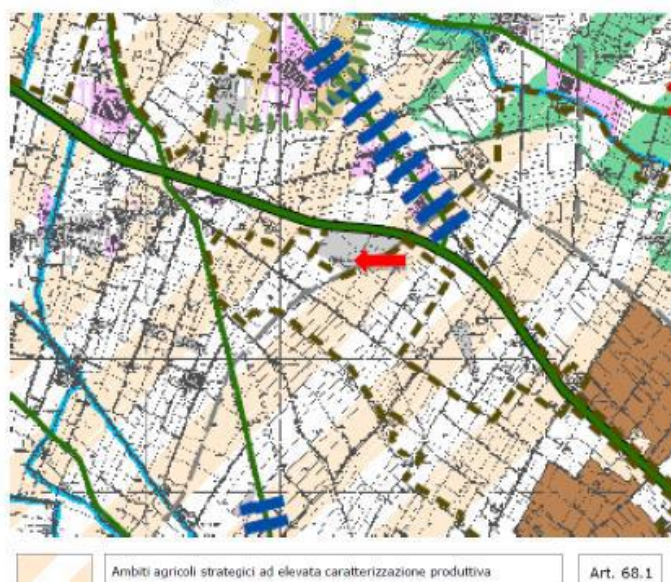 Ambiti agricoli strategici ad elevata caratterizzazione produttiva
Art. 68.1